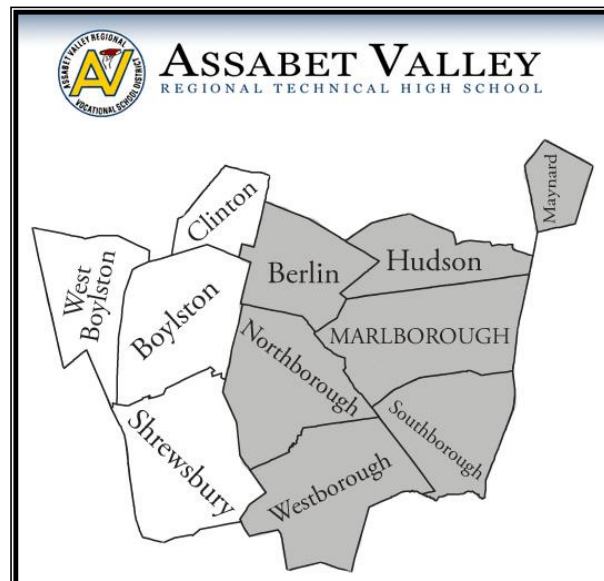 ASSABET VALLEY REGIONAL
AV
VOCATIONAL SCHOOL DISTRICT
ASSABET VALLEY
REGIONAL TECHNICAL HIGH SCHOOL
Maynard
Clinton
West
Boylston
Boylston
Berlin
Hudson
Northborough
MARLBOROUGH
Shrewsbury
Southborough
Westborough